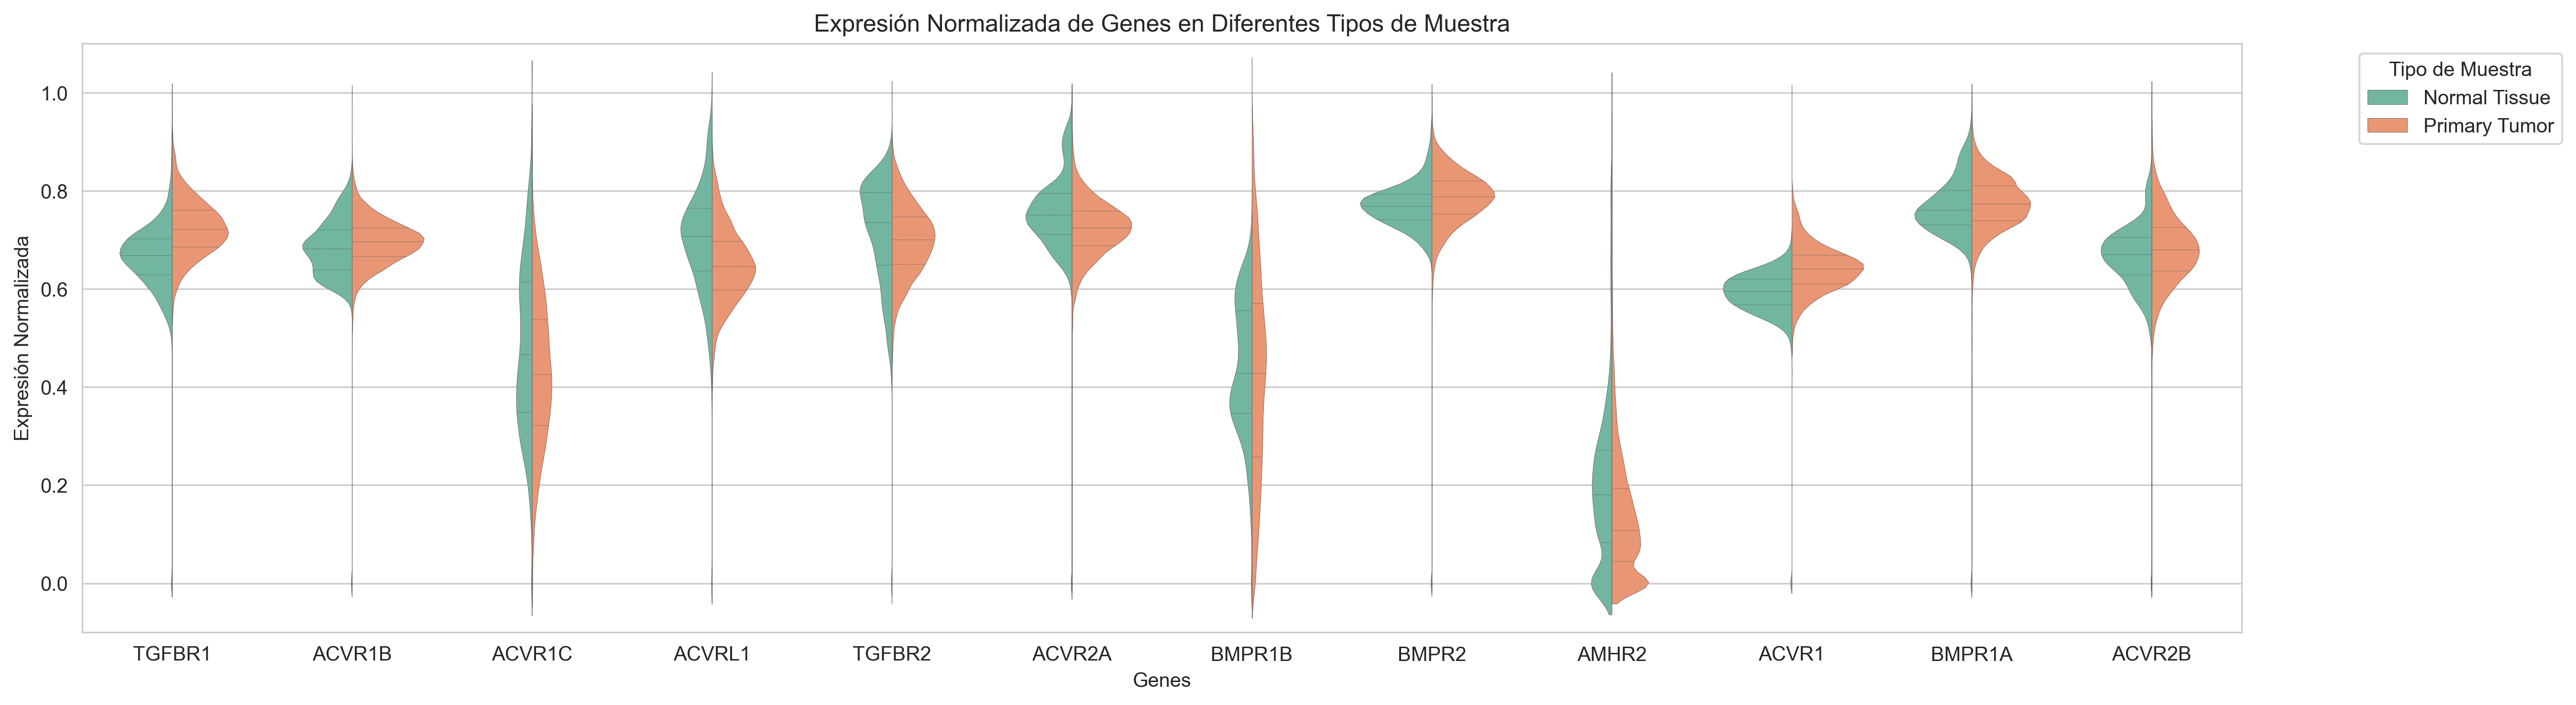 Expresión Normalizada de Genes en Diferentes Tipos de Muestra
Tipo de Muestra
Normal Tissue
Primary Tumor
Expresión Normalizada
1.0
0.8
0.6
0.4
0.2
0.0
TGFBR1 ACVR1B ACVR1C ACVRL1 TGFBR2 ACVR2A BMPR1B BMPR2 AMHR2 ACVR1 BMPR1A ACVR2B
Genes